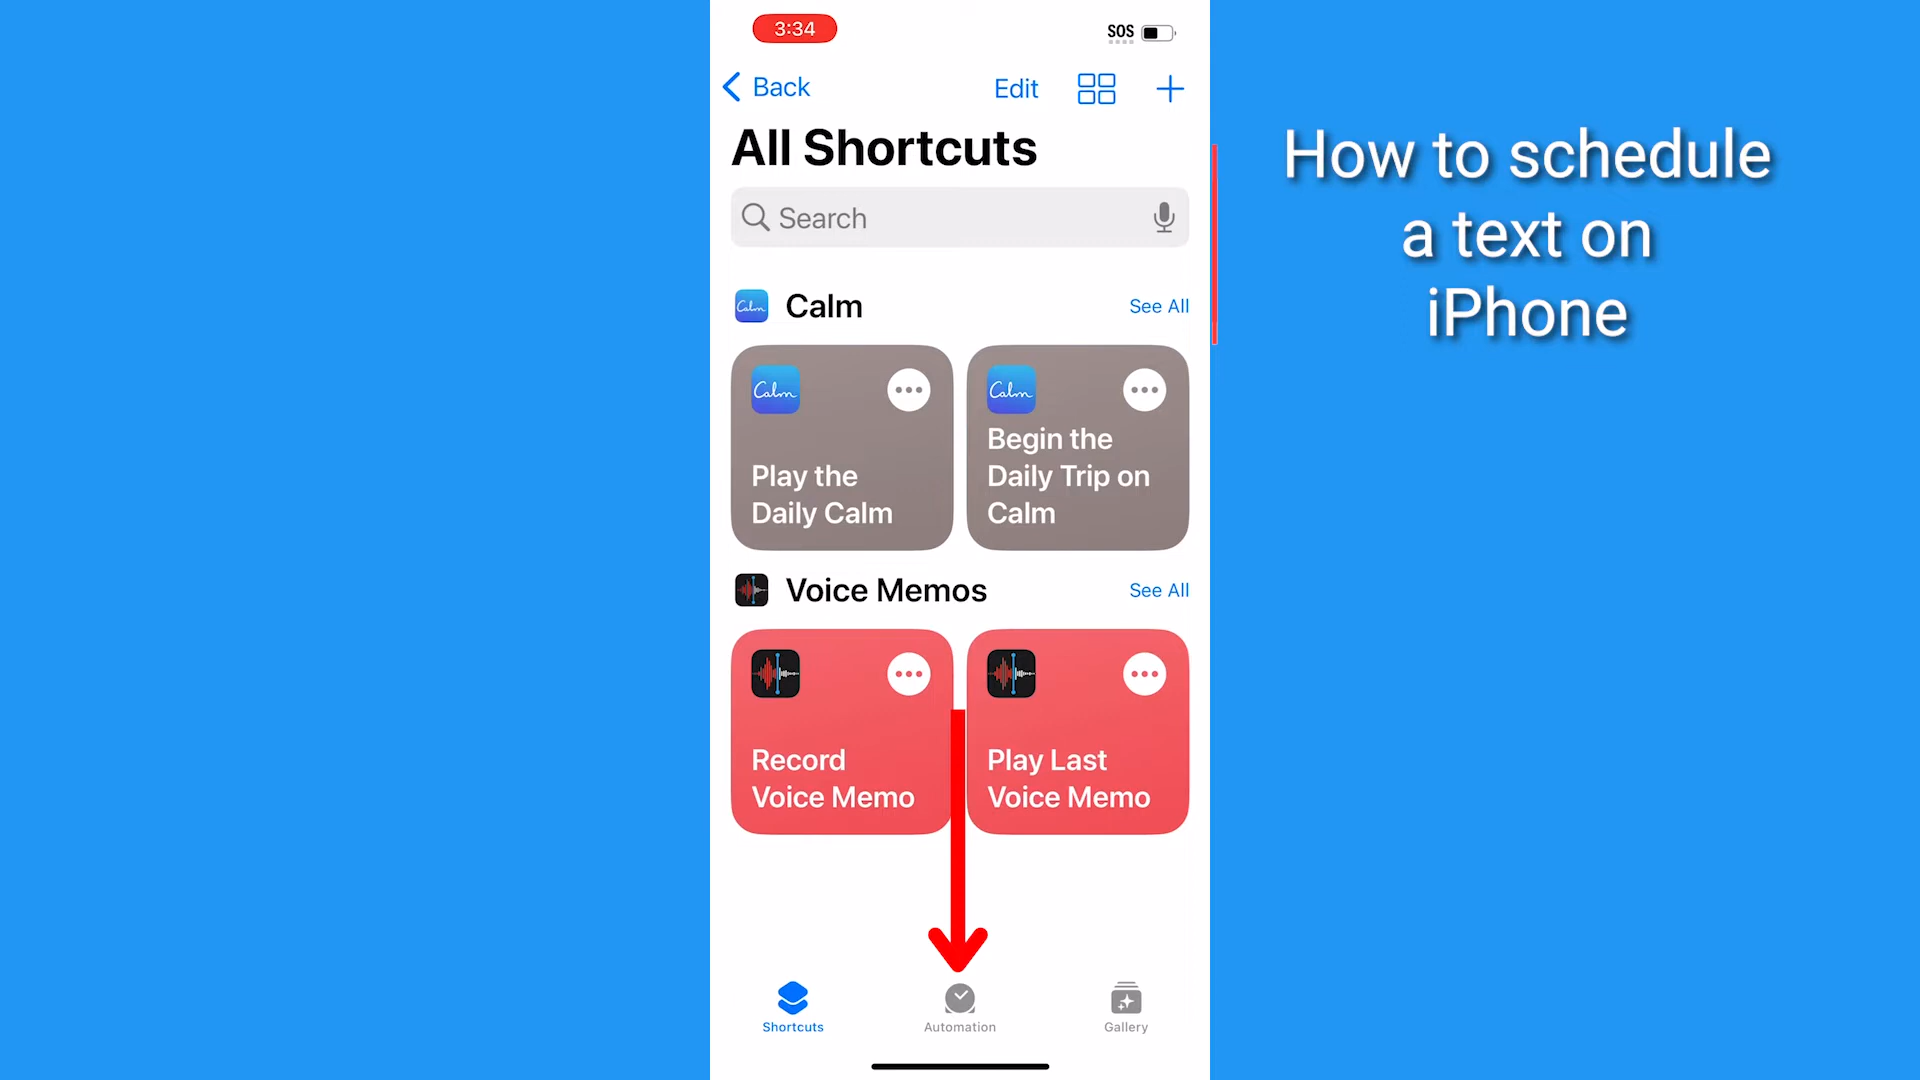 3:34
SOS
Back
Edit
All Shortcuts
Search
Calm
Calm
See All
Calm
Calm
Play the
Daily Calm
Begin the
Daily Trip on
Calm
Voice Memos
See All
Record
Voice Memo
Play Last
Voice Memo
Shortcuts
Automation
Gallery
How to schedule
a text on
iPhone